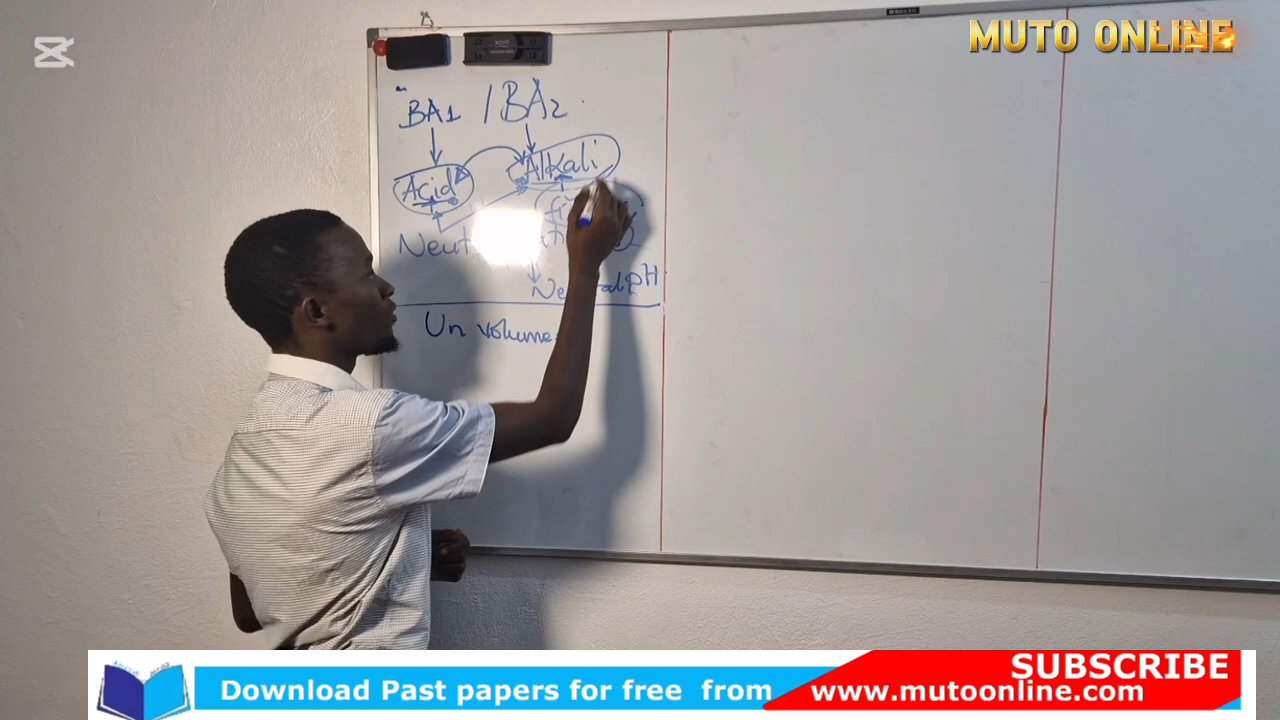 MUTO ONLINE
BA1 / BA2
Acid Alkali
Neutral pH
Un volume
SUBSCRIBE
Download Past papers for free from www.mutoonline.com